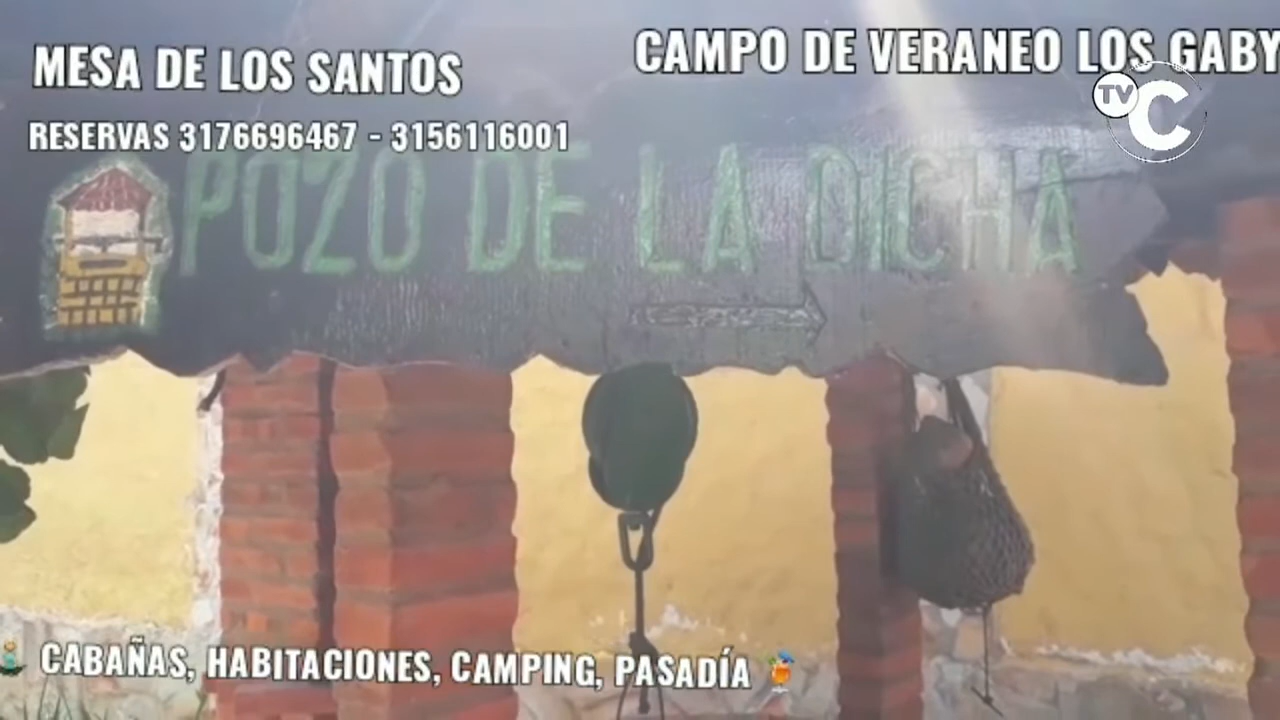 MESA DE LOS SANTOS
CAMPO DE VERANEO LOS GABY
TV C
RESERVAS 3176696467 - 3156116001
POZO DE LA DICHA
CABAÑAS, HABITACIONES, CAMPING, PASADÍA